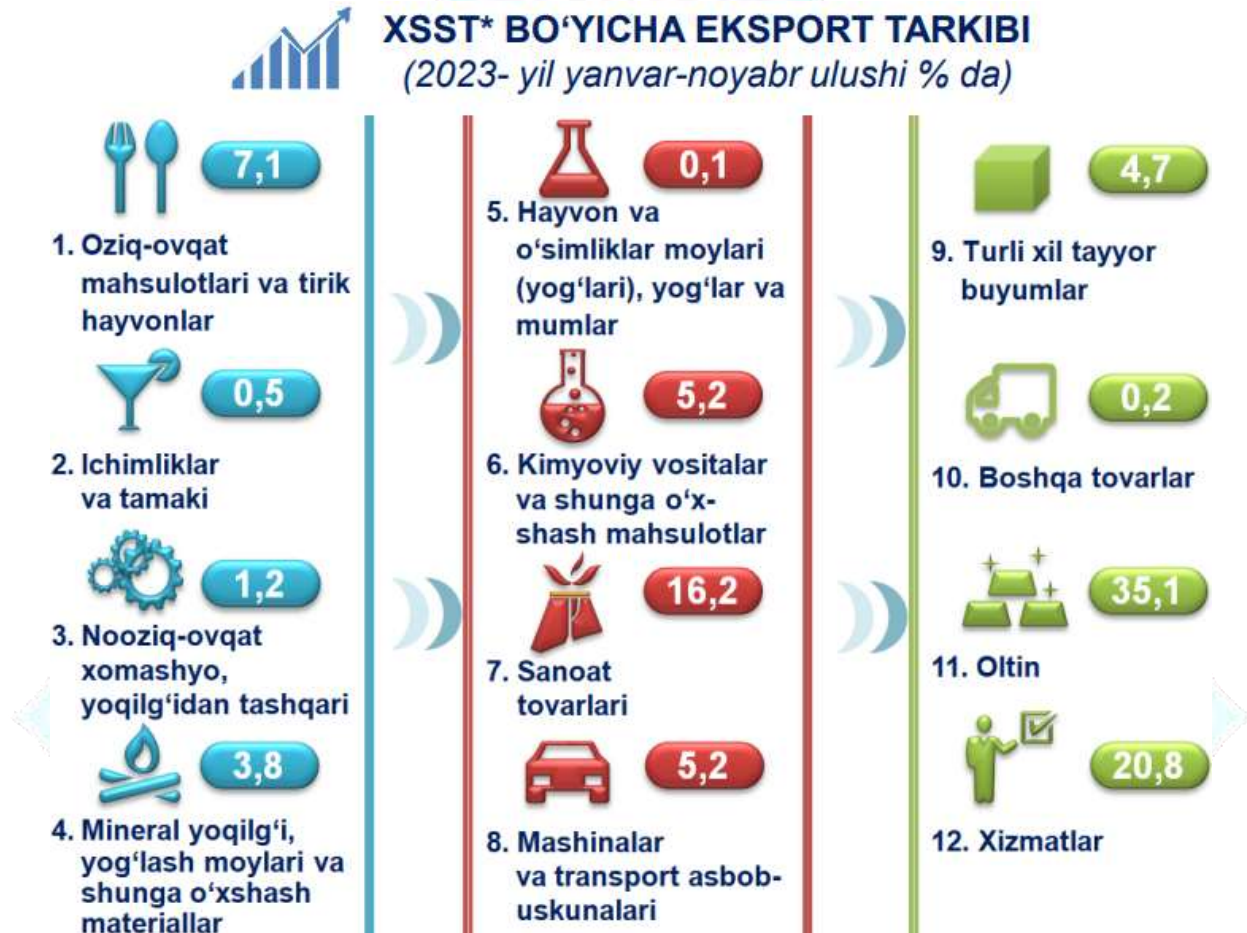 XSST* BO‘YICHA EKSPORT TARKIBI
(2023- yil yanvar-noyabr ulushi % da)
7,1
1. Oziq-ovqat
mahsulotlari va tirik
hayvonlar
0,5
2. Ichimliklar
va tamaki
1,2
3. Nooziq-ovqat
xomashyo,
yoqilg‘idan tashqari
3,8
4. Mineral yoqilg‘i,
yog‘lash moylari va
shunga o‘xshash
materiallar
0,1
5. Hayvon va
o‘simliklar moylari
(yog‘lari), yog‘lar va
mumlar
5,2
6. Kimyoviy vositalar
va shunga o‘x-
shash mahsulotlar
16,2
7. Sanoat
tovarlari
5,2
8. Mashinalar
va transport asbob-
uskunalari
4,7
9. Turli xil tayyor
buyumlar
0,2
10. Boshqa tovarlar
35,1
11. Oltin
20,8
12. Xizmatlar